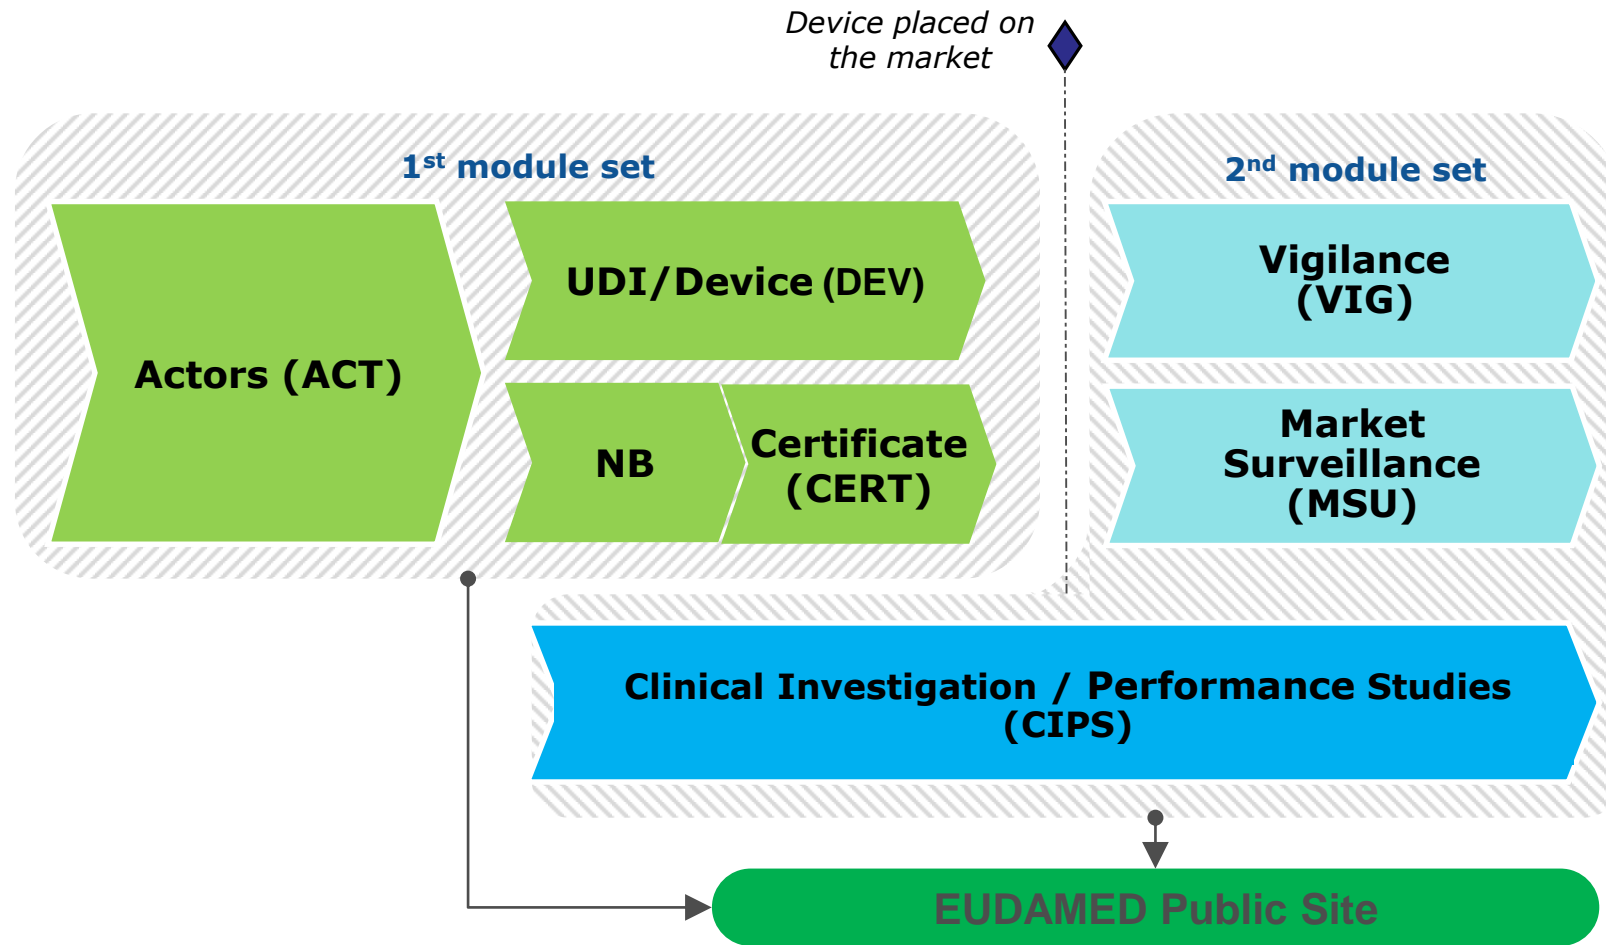 Device placed on
the market
1st module set
2nd module set
Actors (ACT)
UDI/Device (DEV)
NB
Certificate
(CERT)
Vigilance
(VIG)
Market
Surveillance
(MSU)
Clinical Investigation / Performance Studies
(CIPS)
EUDAMED Public Site